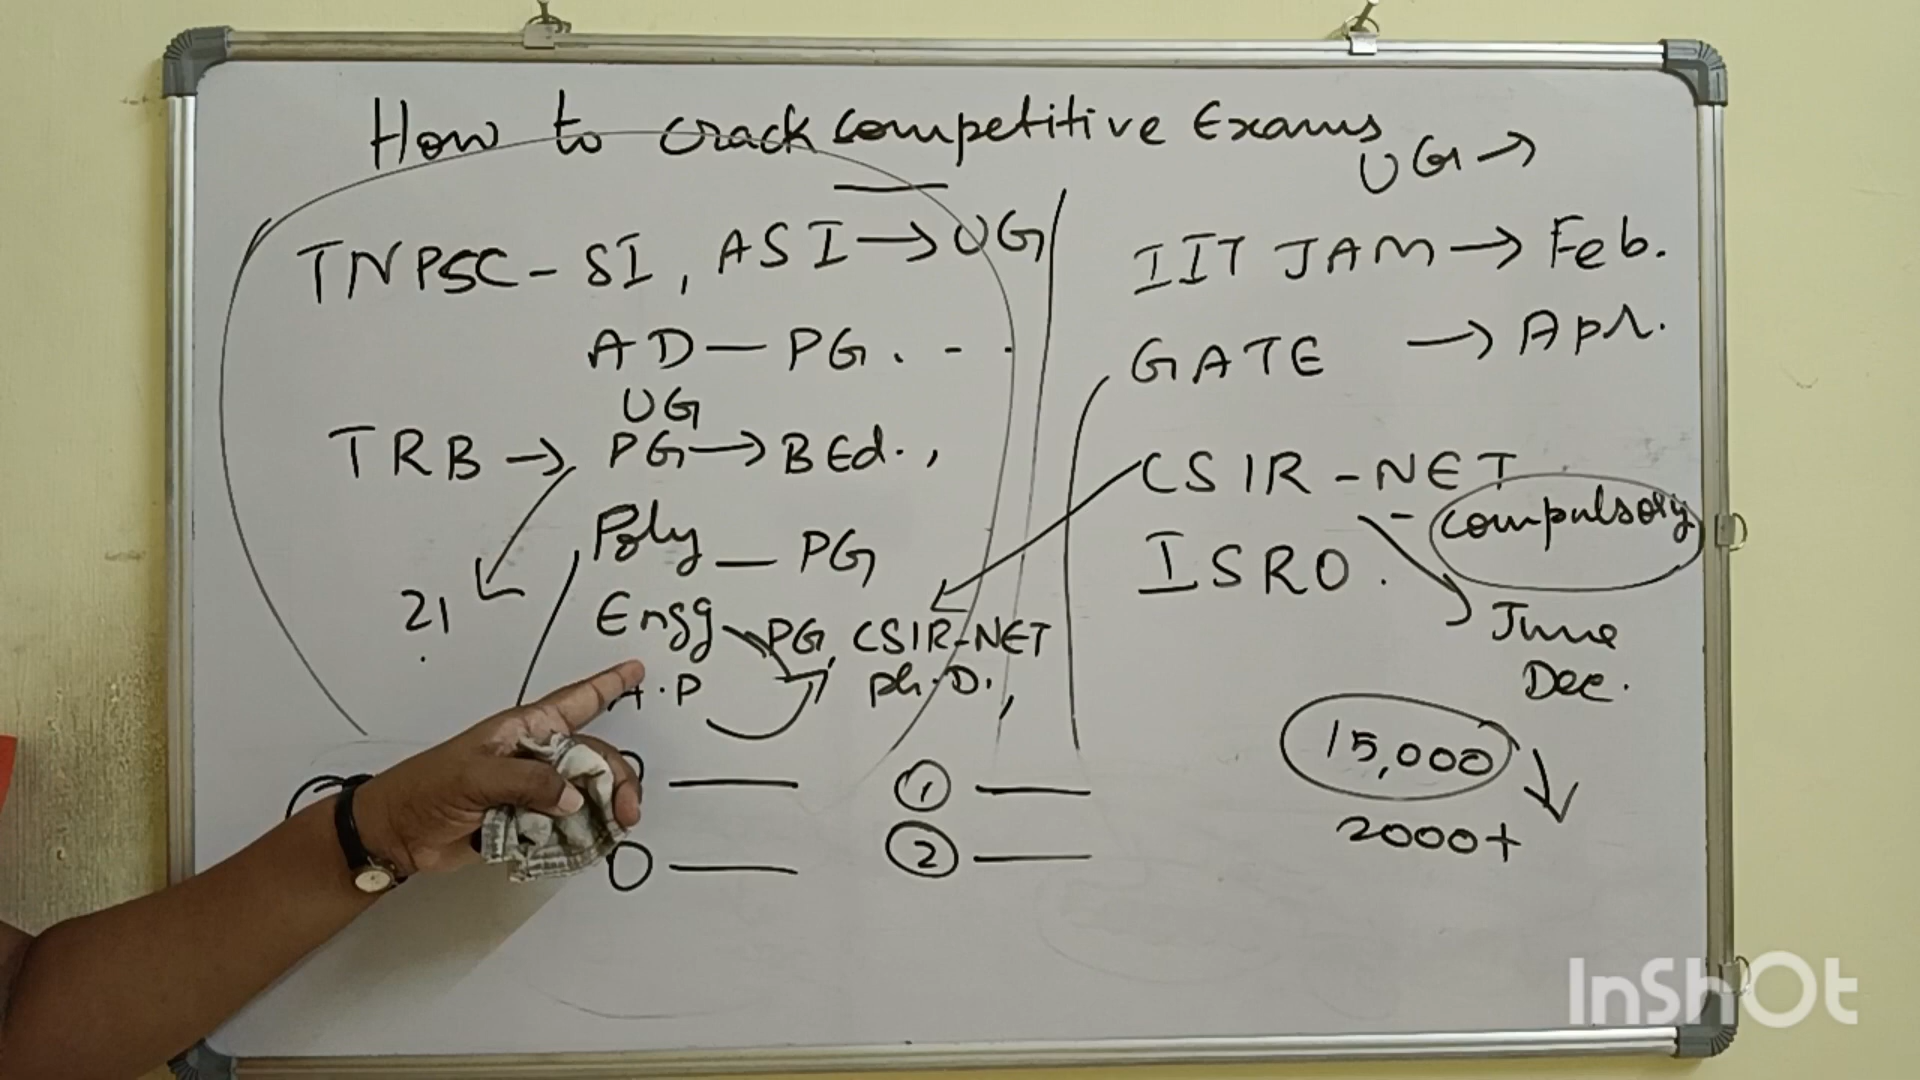 How to crack competitive Exams
TNPSC - SI, ASI → UG
AD — PG . - -
UG
TRB → PG → BEd.,
Poly — PG
21
Engg PG, CSIR-NET
A.P Ph.D.,
①
②
UG →
IIT JAM → Feb.
GATE → Apr.
CSIR - NET
- compulsory
ISRO.
June
Dec.
15,000
2000+
InShOt